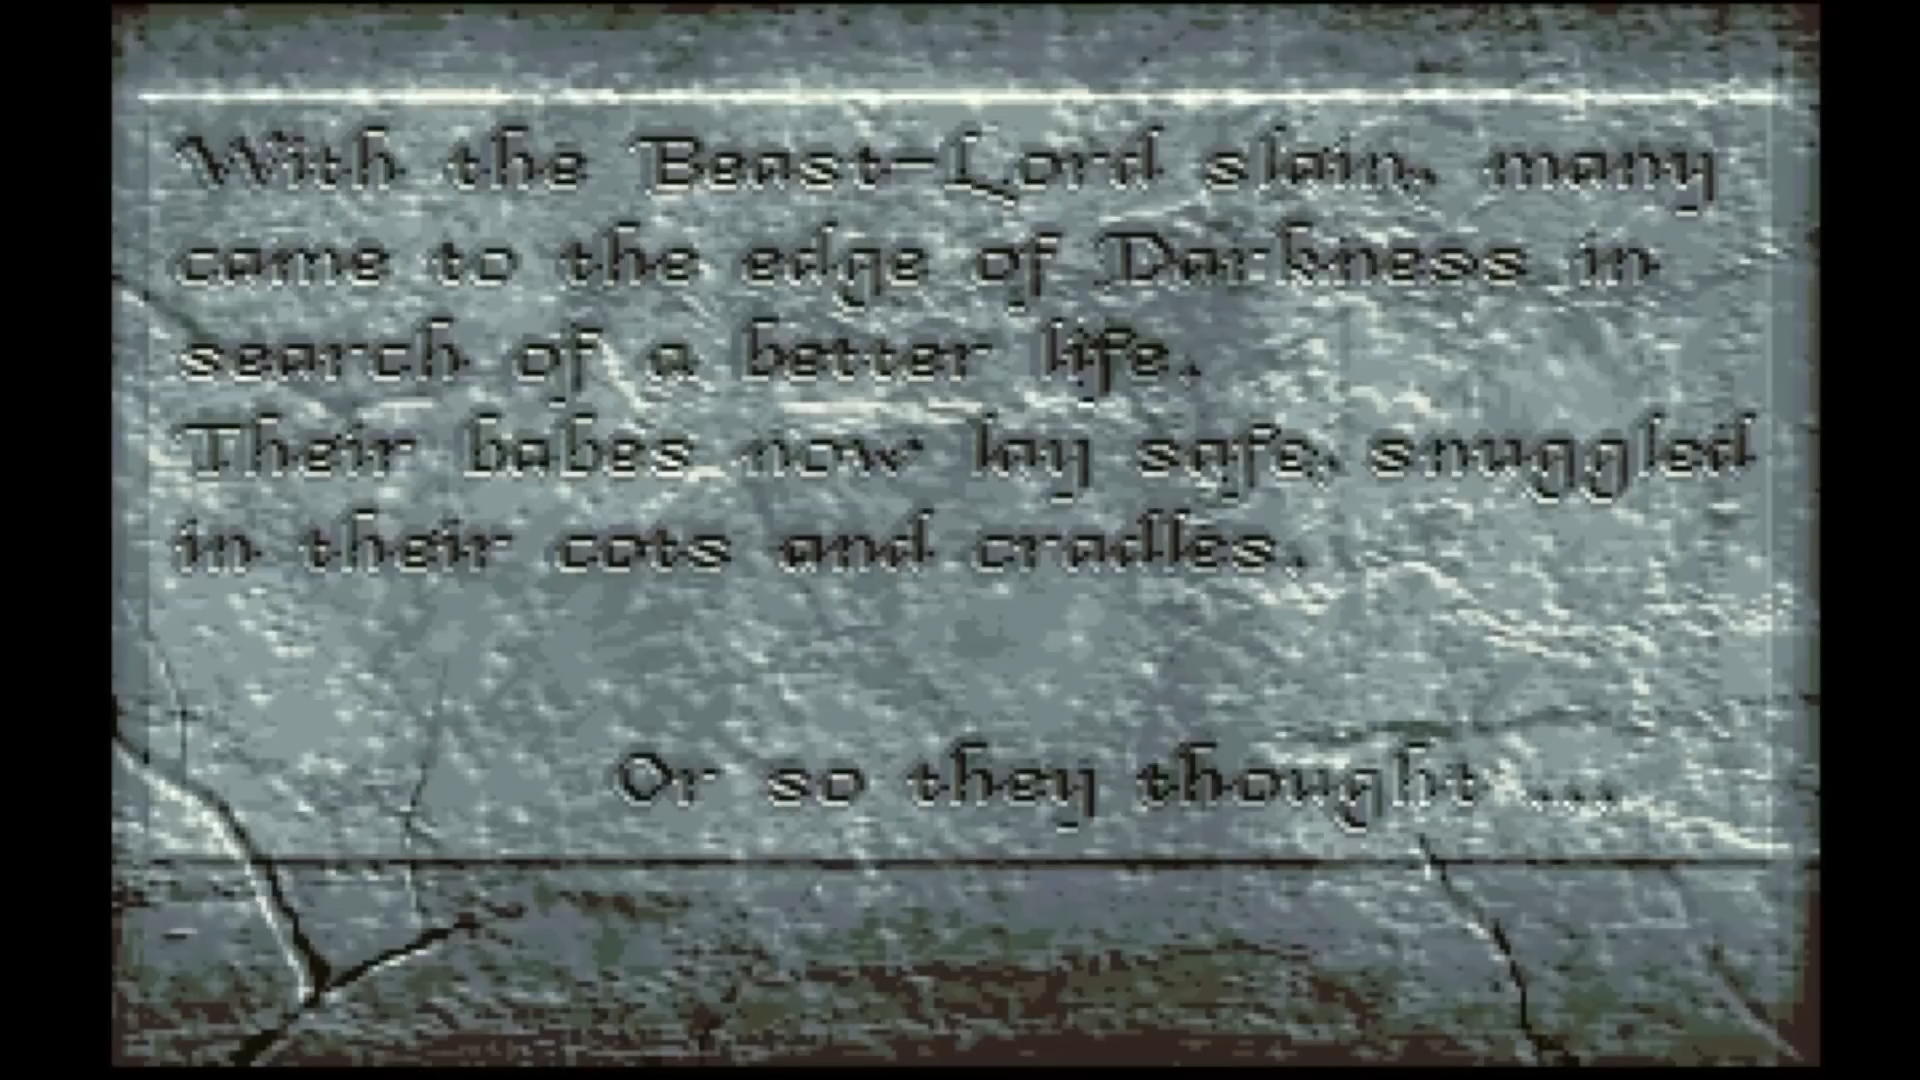 With the Beast-Lord slain, many
came to the edge of Darkness in
search of a better life.
Their babes now lay safe, snuggled
in their cots and cradles.
Or so they thought ...